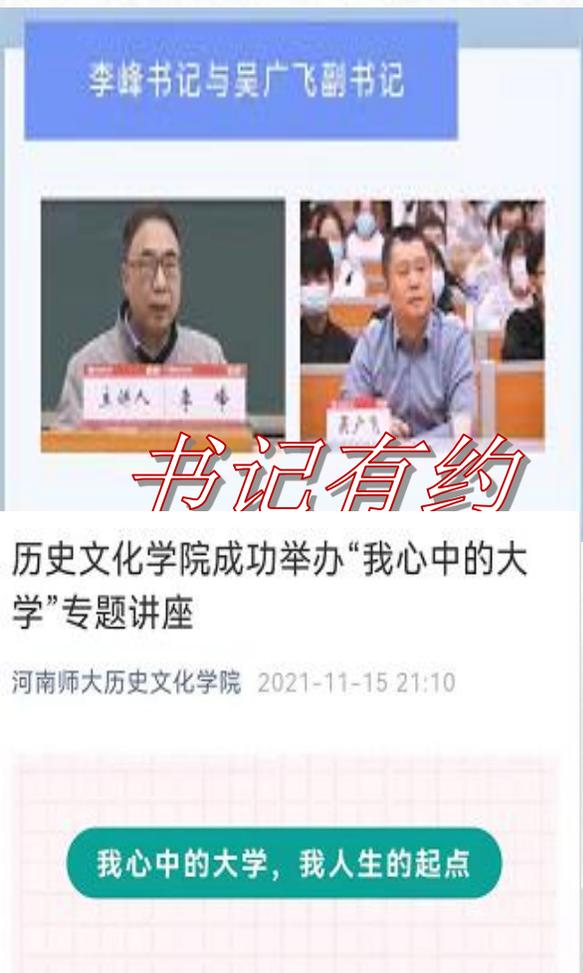 李峰书记与吴广飞副书记
主讲人 李 峰
吴广飞
书记有约
历史文化学院成功举办“我心中的大
学”专题讲座
河南师大历史文化学院 2021-11-15 21:10
我心中的大学，我人生的起点